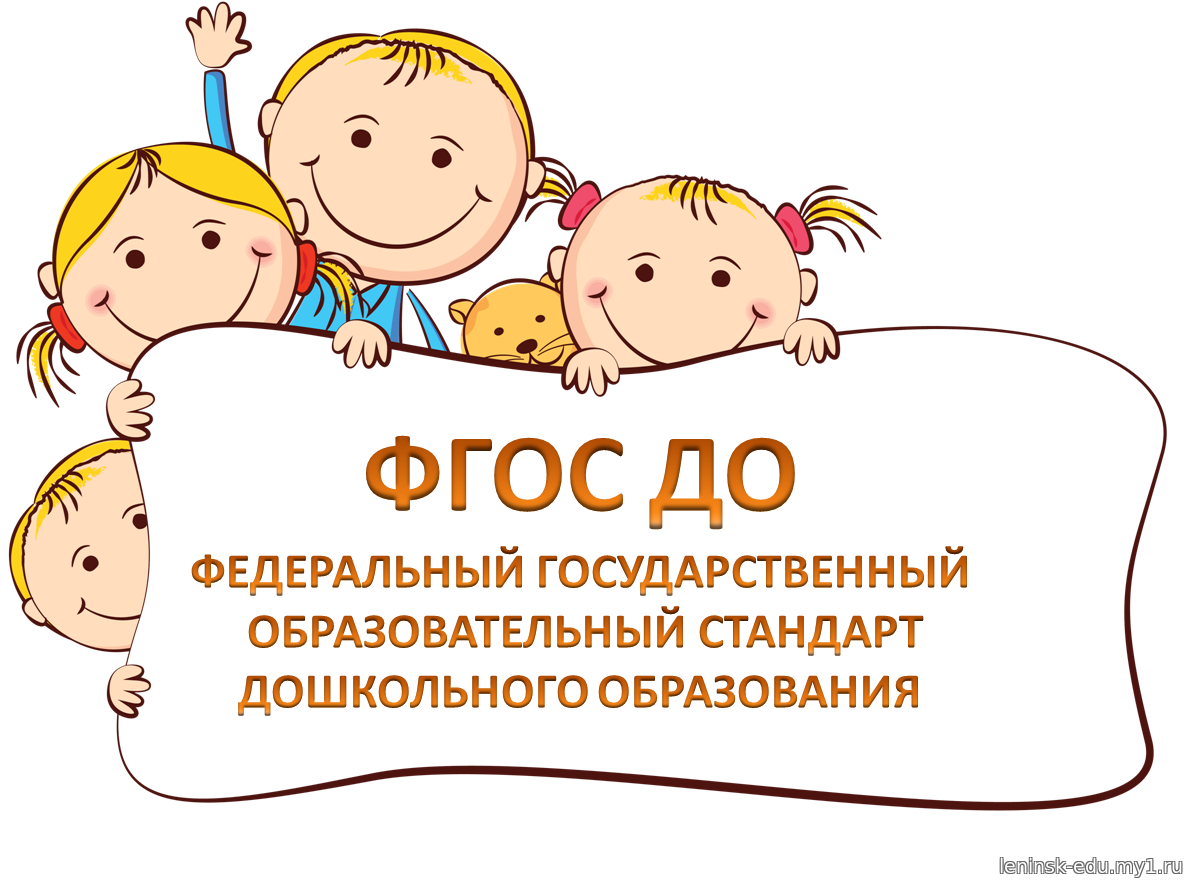 ФГОС ДО
ФЕДЕРАЛЬНЫЙ ГОСУДАРСТВЕННЫЙ
ОБРАЗОВАТЕЛЬНЫЙ СТАНДАРТ
ДОШКОЛЬНОГО ОБРАЗОВАНИЯ
leninsk-edu.my1.ru